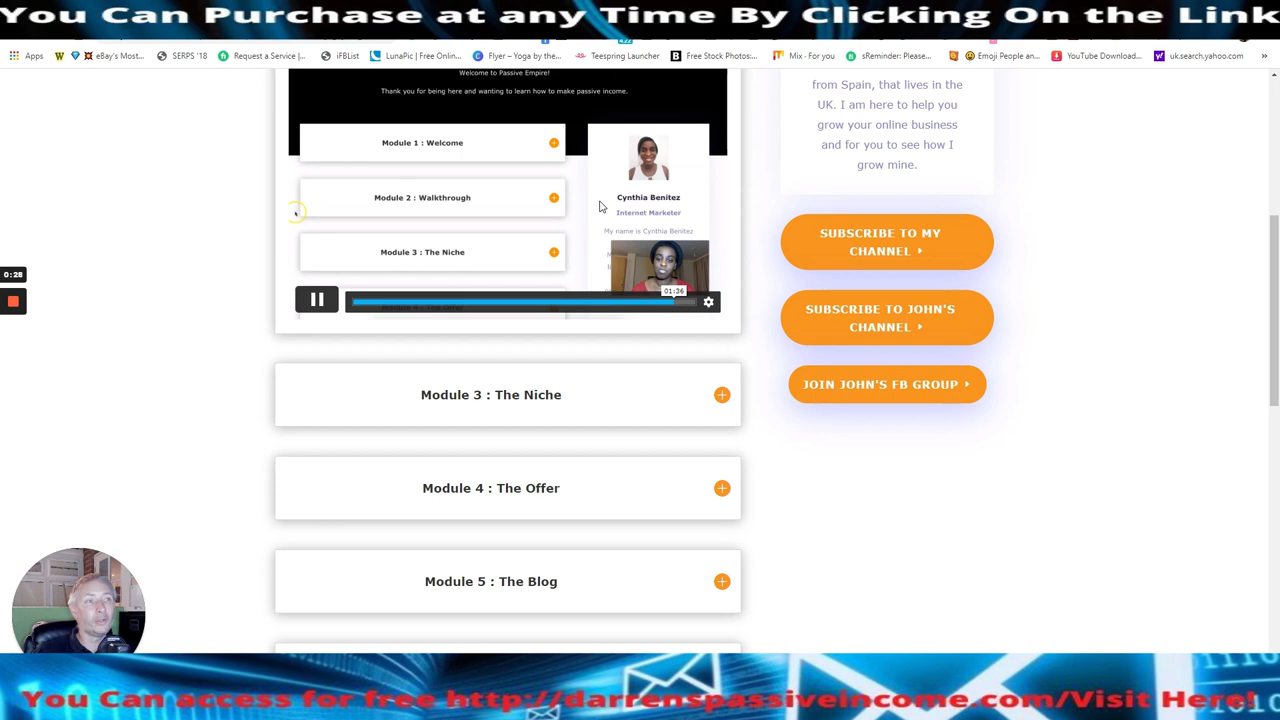 You Can Purchase at any Time By Clicking On the Link
Apps
eBay's Most...
SERPS '18
Request a Service |...
iFBList
LunaPic | Free Onlin...
Flyer – Yoga by the...
Teespring Launcher
Free Stock Photos:...
Mix · For you
sReminder: Please...
Emoji People an...
YouTube Download...
uk.search.yahoo.com
»
Welcome to Passive Empire!
Thank you for being here and wanting to learn how to make passive income.
Module 1 : Welcome
Module 2 : Walkthrough
Module 3 : The Niche
Cynthia Benitez
Internet Marketer
My name is Cynthia Benitez
01:36
from Spain, that lives in the
UK. I am here to help you
grow your online business
and for you to see how I
grow mine.
SUBSCRIBE TO MY
CHANNEL
SUBSCRIBE TO JOHN'S
CHANNEL
JOIN JOHN'S FB GROUP
0:28
Module 3 : The Niche
Module 4 : The Offer
Module 5 : The Blog
You Can access for free http://darrenspassiveincome.com/Visit Here!